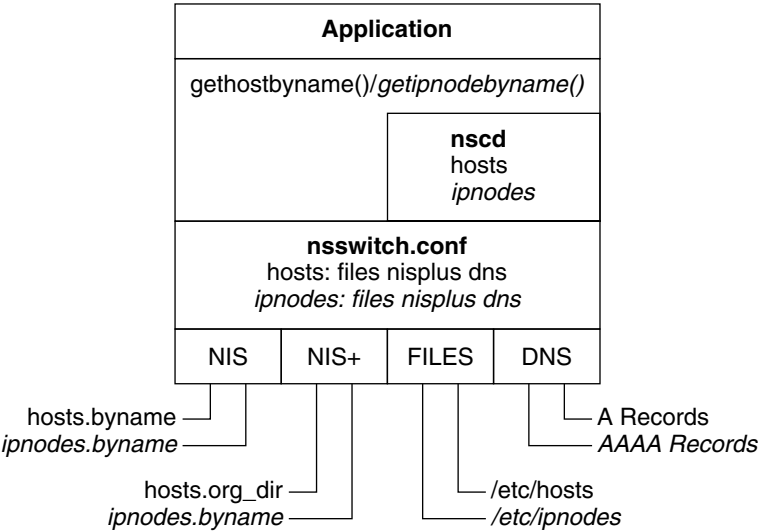 Application
gethostbyname()/getipnodebyname()
nscd
hosts
ipnodes
nsswitch.conf
hosts: files nisplus dns
ipnodes: files nisplus dns
NIS
NIS+
FILES
DNS
hosts.byname
ipnodes.byname
A Records
AAAA Records
hosts.org_dir
ipnodes.byname
/etc/hosts
/etc/ipnodes